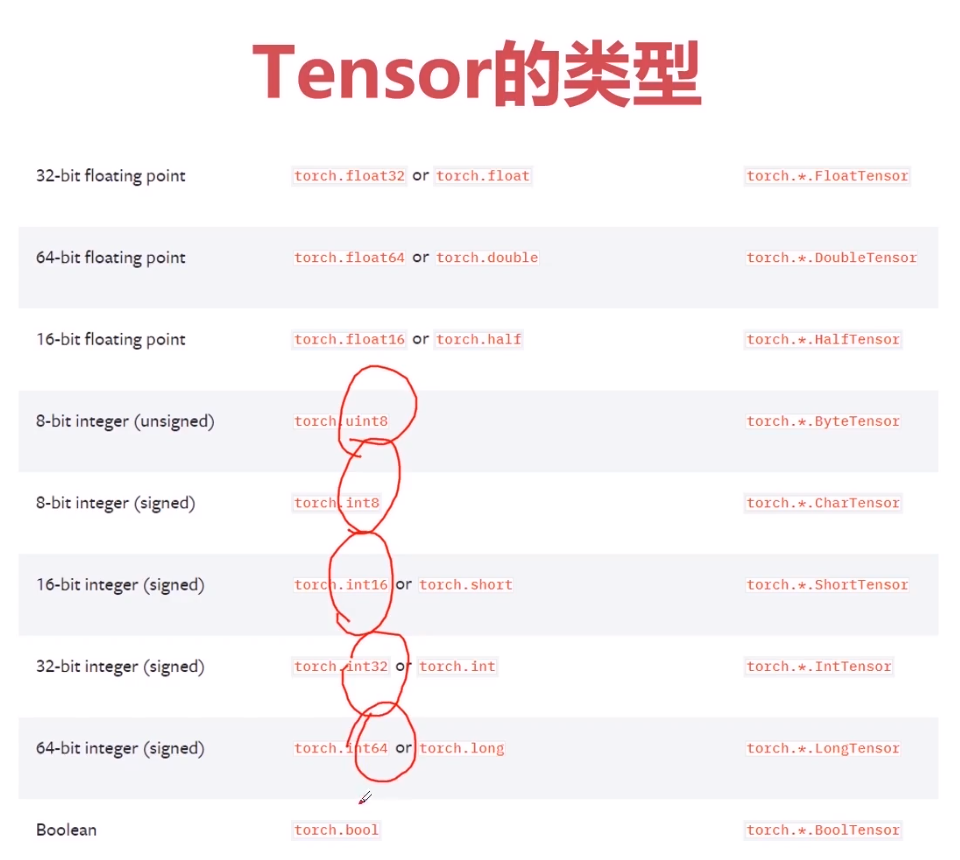 Tensor的类型
32-bit floating point torch.float32 or torch.float torch.*.FloatTensor
64-bit floating point torch.float64 or torch.double torch.*.DoubleTensor
16-bit floating point torch.float16 or torch.half torch.*.HalfTensor
8-bit integer (unsigned) torch.uint8 torch.*.ByteTensor
8-bit integer (signed) torch.int8 torch.*.CharTensor
16-bit integer (signed) torch.int16 or torch.short torch.*.ShortTensor
32-bit integer (signed) torch.int32 or torch.int torch.*.IntTensor
64-bit integer (signed) torch.int64 or torch.long torch.*.LongTensor
Boolean torch.bool torch.*.BoolTensor